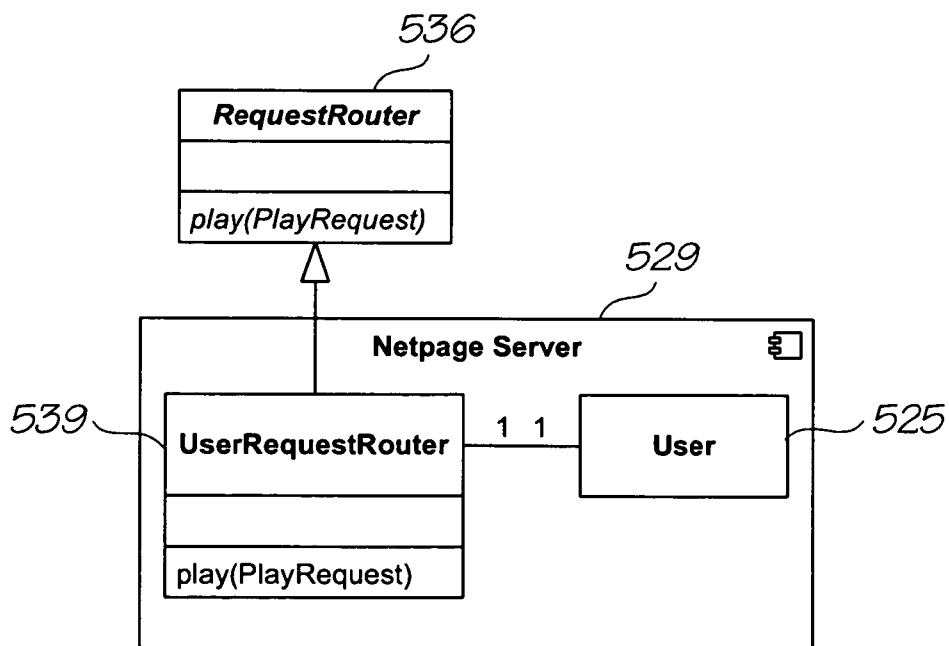 536
RequestRouter
play(PlayRequest)
529
Netpage Server
539
UserRequestRouter
1 1
User
525
play(PlayRequest)